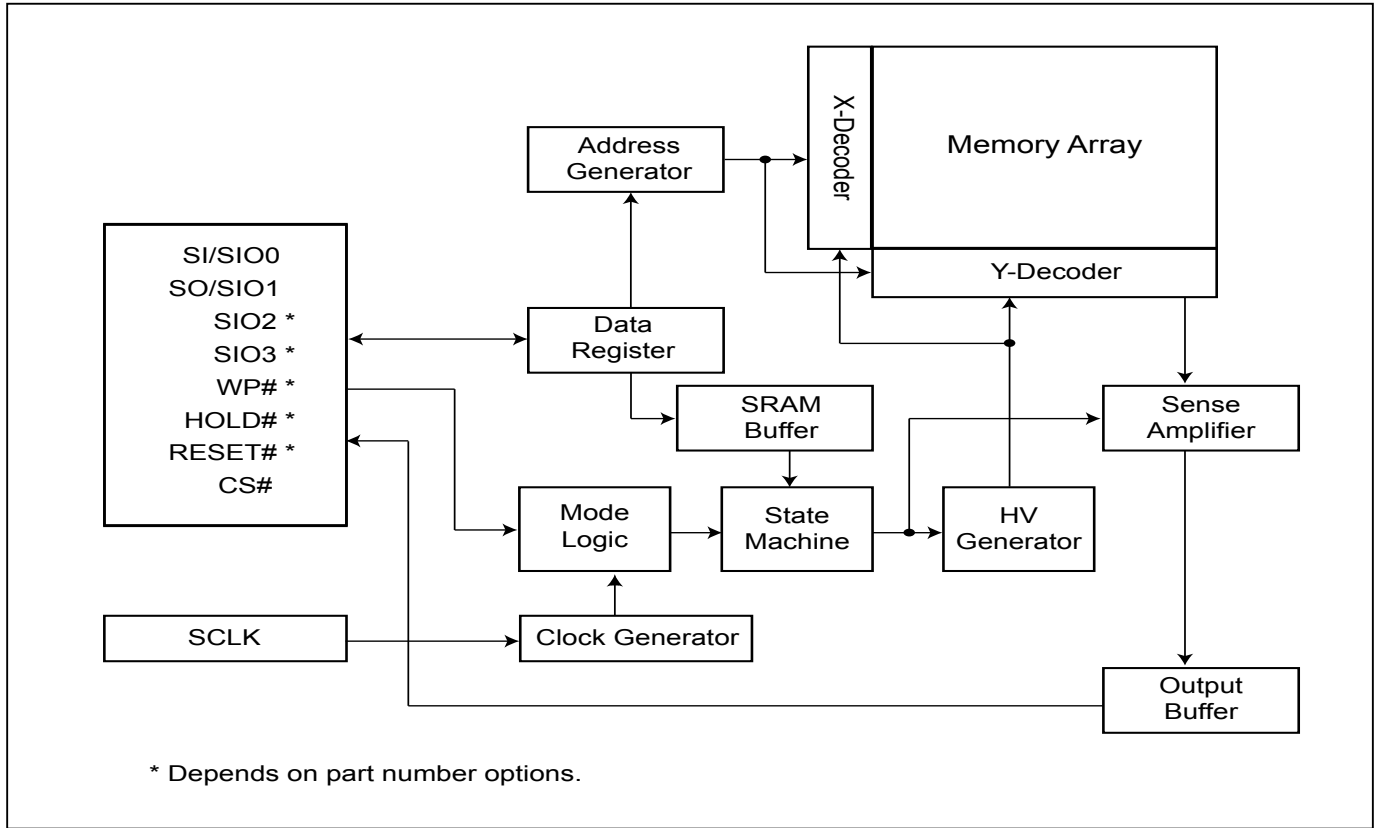 Address
Generator
X-Decoder
Memory Array
Y-Decoder
SI/SIO0
SO/SIO1
SIO2 *
SIO3 *
WP# *
HOLD# *
RESET# *
CS#
Data
Register
SRAM
Buffer
Sense
Amplifier
Mode
Logic
State
Machine
HV
Generator
SCLK
Clock Generator
Output
Buffer
* Depends on part number options.